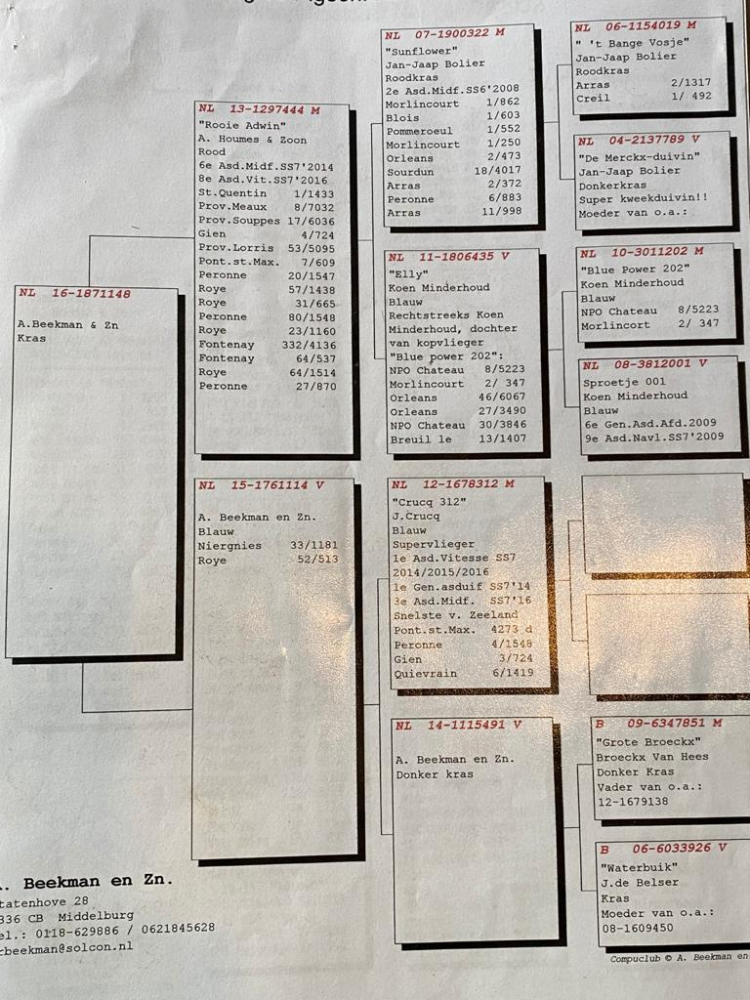 NL 16-1871148
A.Beekman & Zn
Kras
NL 13-1297444 M
"Rooie Adwin"
A. Houmes & Zoon
Rood
6e Asd.Midf.SS7'2014
8e Asd.Vit.SS7'2016
St.Quentin 1/1433
Prov.Meaux 8/7032
Prov.Souppes 17/6036
Gien 4/724
Prov.Lorris 53/5095
Pont.st.Max. 7/609
Peronne 20/1547
Roye 57/1438
Roye 31/665
Peronne 80/1548
Roye 23/1160
Fontenay 332/4136
Fontenay 64/537
Roye 64/1514
Peronne 27/870
NL 15-1761114 V
A. Beekman en Zn.
Blauw
Niergnies 33/1181
Roye 52/513
NL 07-1900322 M
"Sunflower"
Jan-Jaap Bolier
Roodkras
2e Asd.Midf.SS6'2008
Morlincourt 1/862
Blois 1/603
Pommeroeul 1/552
Morlincourt 1/250
Orleans 2/473
Sourdun 18/4017
Arras 2/372
Peronne 6/883
Arras 11/998
NL 11-1806435 V
"Elly"
Koen Minderhoud
Blauw
Rechtstreeks Koen
Minderhoud, dochter
van kopvlieger
"Blue power 202":
NPO Chateau 8/5223
Morlincourt 2/ 347
Orleans 46/6067
Orleans 27/3490
NPO Chateau 30/3846
Breuil le 13/1407
NL 12-1678312 M
"Crucq 312"
J.Crucq
Blauw
Supervlieger
1e Asd.Vitesse SS7
2014/2015/2016
1e Gen.asduif SS7'14
3e Asd.Midf. SS7'16
Snelste v. Zeeland
Pont.st.Max. 4273 d
Peronne 4/1548
Gien 3/724
Quievrain 6/1419
NL 14-1115491 V
A. Beekman en Zn.
Donker kras
NL 06-1154019 M
" 't Bange Vosje"
Jan-Jaap Bolier
Roodkras
Arras 2/1317
Creil 1/ 492
NL 04-2137789 V
"De Merckx-duivin"
Jan-Jaap Bolier
Donkerkras
Super kweekduivin!!
Moeder van o.a.:
NL 10-3011202 M
"Blue Power 202"
Koen Minderhoud
Blauw
NPO Chateau 8/5223
Morlincort 2/ 347
NL 08-3812001 V
Sproetje 001
Koen Minderhoud
Blauw
6e Gen.Asd.Afd.2009
9e Asd.Navl.SS7'2009
B 09-6347851 M
"Grote Broeckx"
Broeckx Van Hees
Donker Kras
Vader van o.a.:
12-1679138
B 06-6033926 V
"Waterbuik"
J.de Belser
Kras
Moeder van o.a.:
08-1609450
. Beekman en Zn.
tatenhove 28
336 CB Middelburg
el.: 0118-629886 / 0621845628
rbeekman@solcon.nl
Compuclub © A. Beekman en